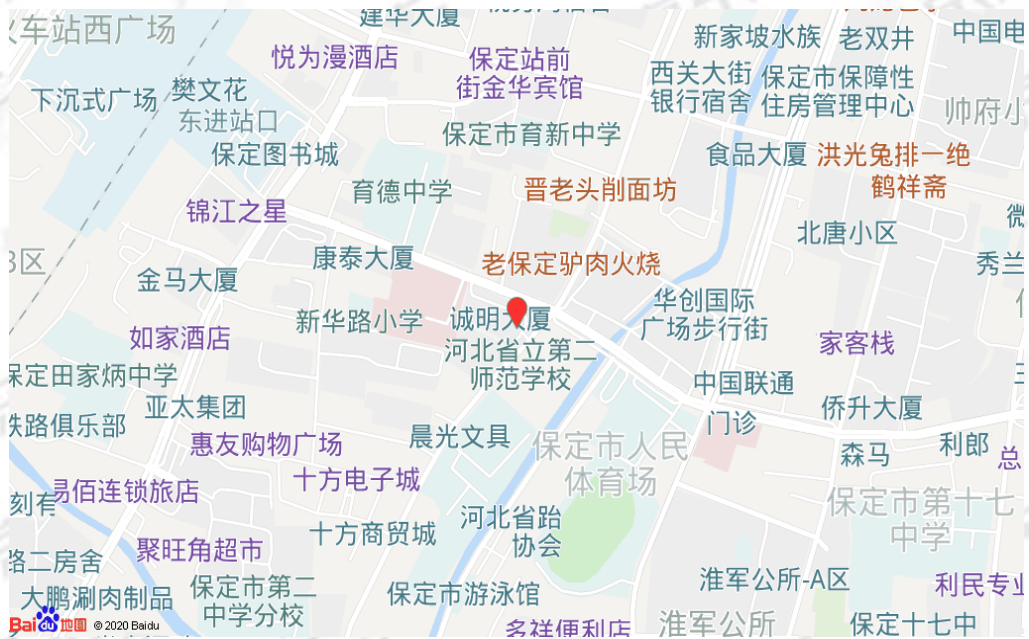 建华大厦
火车站西广场
新家坡水族
老双井
中国电
悦为漫酒店
保定站前
街金华宾馆
西关大街
银行宿舍
保定市保障性
住房管理中心
下沉式广场
樊文花
东进站口
帅府小
保定市育新中学
保定图书城
食品大厦
洪光兔排一绝
鹤祥斋
育德中学
晋老头削面坊
锦江之星
微
北唐小区
康泰大厦
老保定驴肉火烧
秀兰
3区
金马大厦
华创国际
广场步行街
新华路小学
诚明大厦
如家酒店
家客栈
河北省立第二
师范学校
保定田家炳中学
中国联通
亚太集团
侨升大厦
铁路俱乐部
门诊
晨光文具
惠友购物广场
保定市人民
体育场
森马
利郎
总
十方电子城
易佰连锁旅店
刻有
保定市第十七
中学
河北省跆
协会
十方商贸城
聚旺角超市
路二房舍
淮军公所-A区
利民专业
保定市第二
中学分校
保定市游泳馆
大鹏涮肉制品
Bai du 地图
© 2020 Baidu
多祥便利店
淮军公所
保定十七中